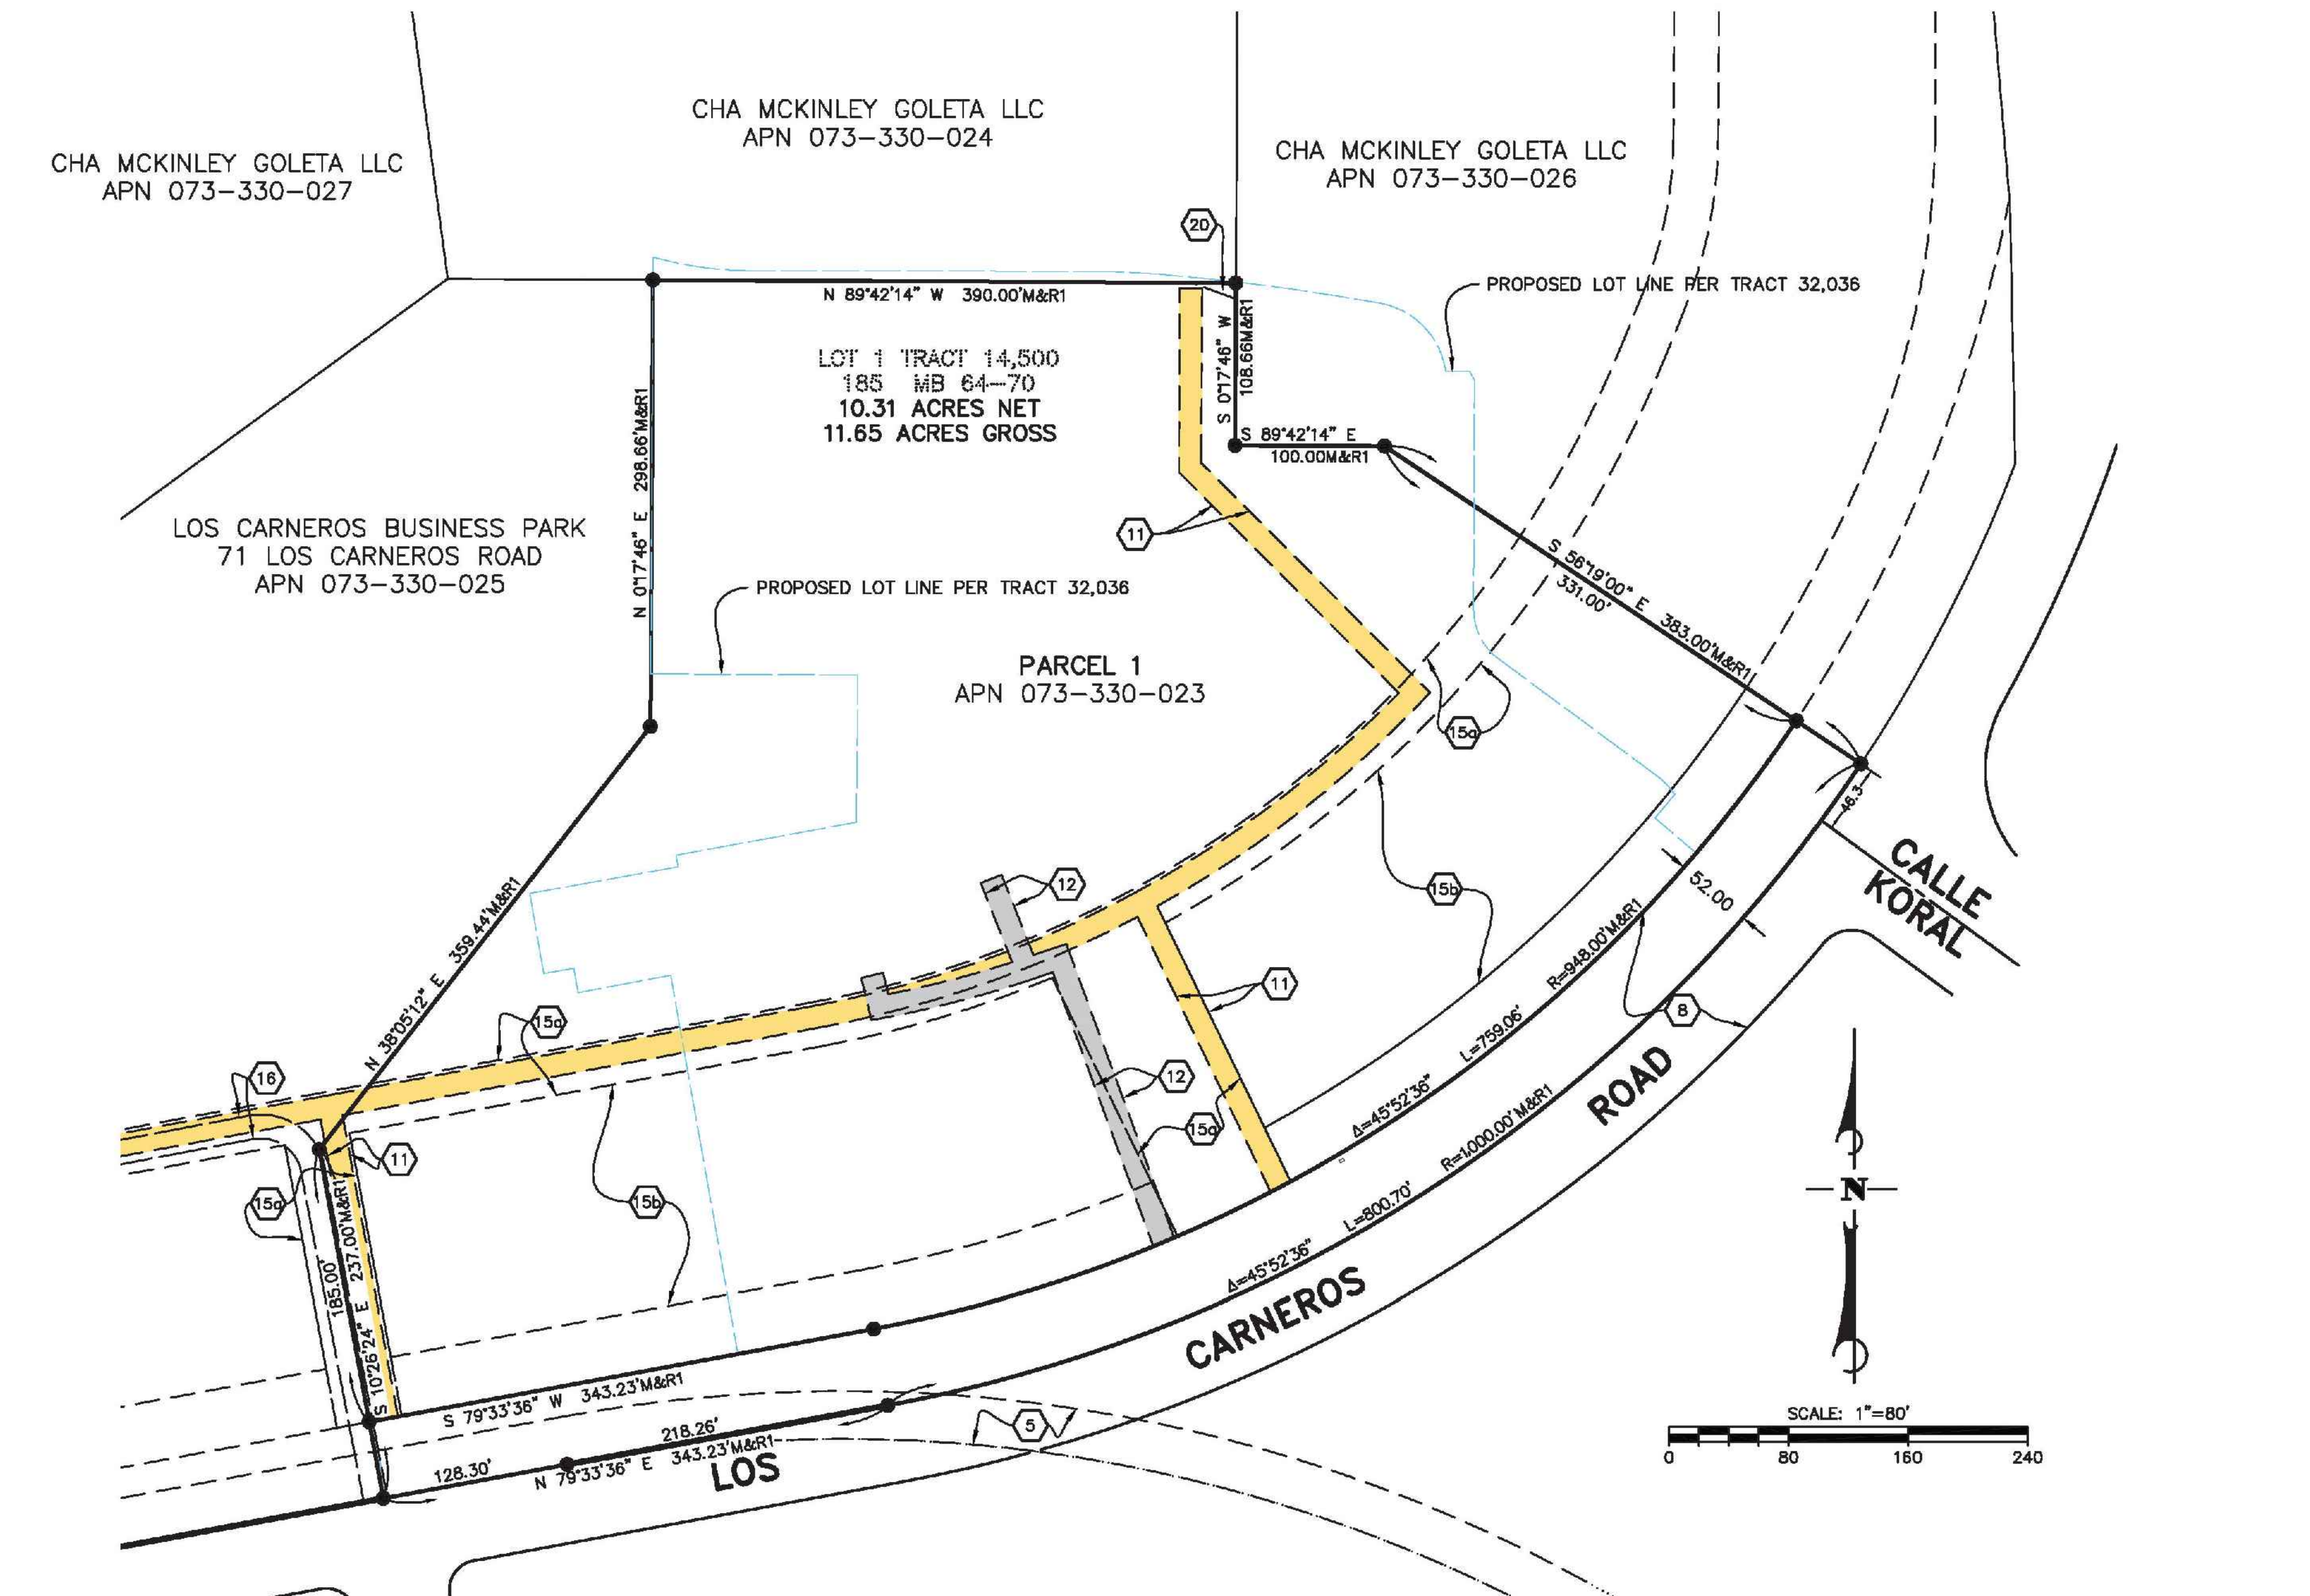 CHA MCKINLEY GOLETA LLC
APN 073-330-024
CHA MCKINLEY GOLETA LLC
APN 073-330-027
CHA MCKINLEY GOLETA LLC
APN 073-330-026
20
PROPOSED LOT LINE PER TRACT 32,036
N 89°42'14" W 390.00'M&R1
S 0°17'46" W
108.66M&R1
LOT 1 TRACT 14,500
185 MB 64-70
10.31 ACRES NET
11.65 ACRES GROSS
S 89°42'14" E
100.00M&R1
N 0°17'46" E 298.66'M&R1
LOS CARNEROS BUSINESS PARK
71 LOS CARNEROS ROAD
APN 073-330-025
11
S 56°19'00" E 383.00'M&R1
331.00'
PROPOSED LOT LINE PER TRACT 32,036
PARCEL 1
APN 073-330-023
15a
46.3
CALLE
KORAL
12
15b
52.00
N 38°05'12" E 359.44'M&R1
R=948.00'M&R1
L=759.06'
Δ=45°52'36"
11
8
15a
16
12
15a
ROAD
R=1,000.00'M&R1
L=800.70'
Δ=45°52'36"
11
15a
15b
N
S 10°26'24" E 237.00'M&R1
185.00'
CARNEROS
S 79°33'36" W 343.23'M&R1
218.26'
N 79°33'36" E 343.23'M&R1
128.30'
LOS
5
SCALE: 1"=80'
0 80 160 240